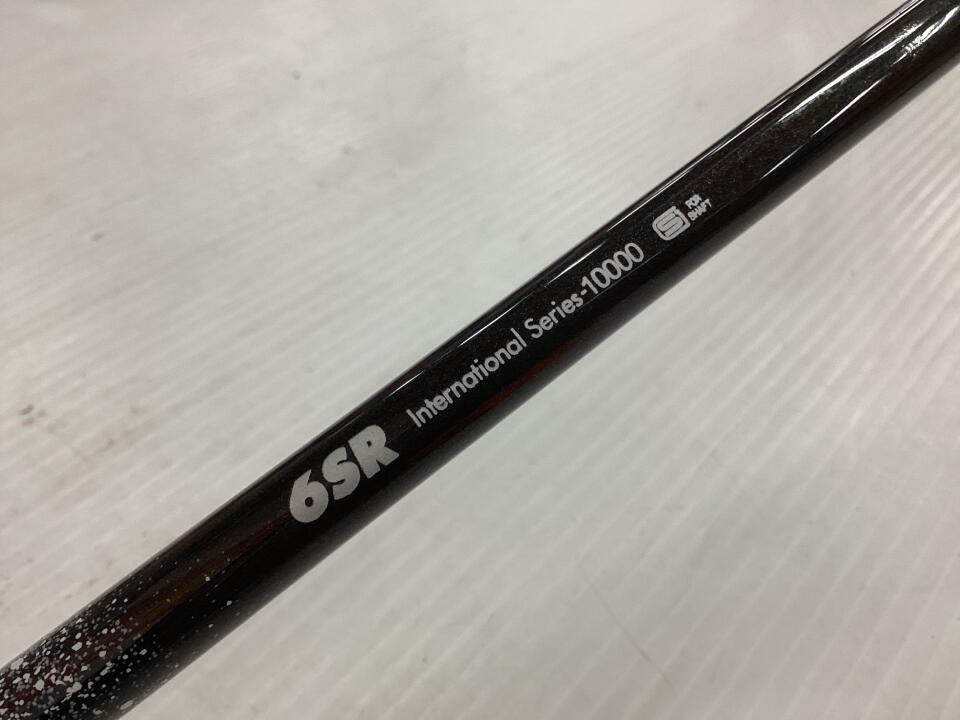 6SR International Series-10000
FOR
SHAFT